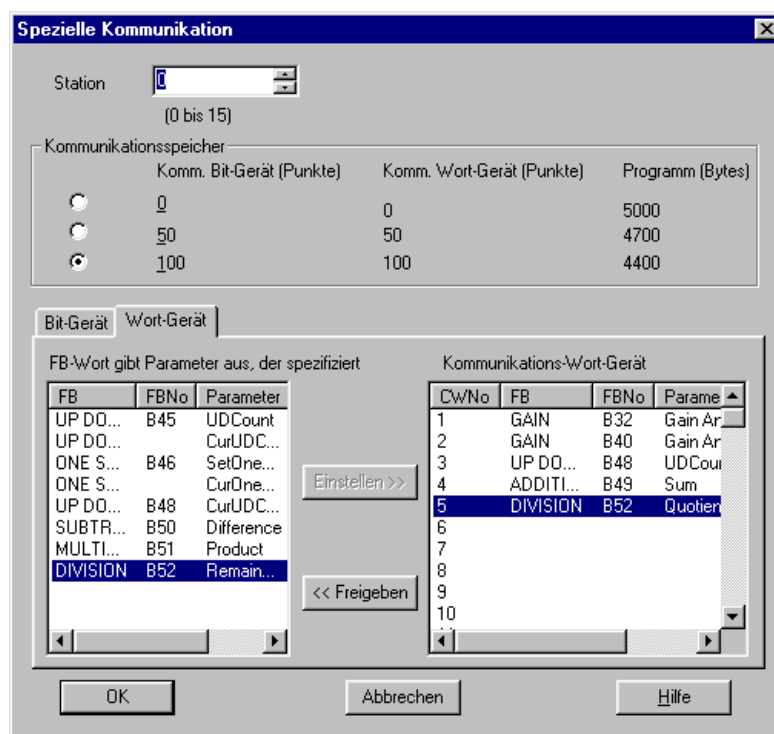 Spezielle Kommunikation
Station 0
(0 bis 15)
Kommunikationsspeicher
Komm. Bit-Gerät (Punkte) Komm. Wort-Gerät (Punkte) Programm (Bytes)
0 0 5000
50 50 4700
100 100 4400
Bit-Gerät Wort-Gerät
FB-Wort gibt Parameter aus, der spezifiziert
FB FBNo Parameter
UP DO... B45 UDCount
UP DO... CurUDC...
ONE S... B46 SetOne...
ONE S... CurOne...
UP DO... B48 CurUDC...
SUBTR... B50 Difference
MULTI... B51 Product
DIVISION B52 Remain...
Einstellen >>
<< Freigeben
Kommunikations-Wort-Gerät
CWNo FB FBNo Parame
1 GAIN B32 Gain An
2 GAIN B40 Gain An
3 UP DO... B48 UDCour
4 ADDITI... B49 Sum
5 DIVISION B52 Quotien
6
7
8
9
10
OK Abbrechen Hilfe